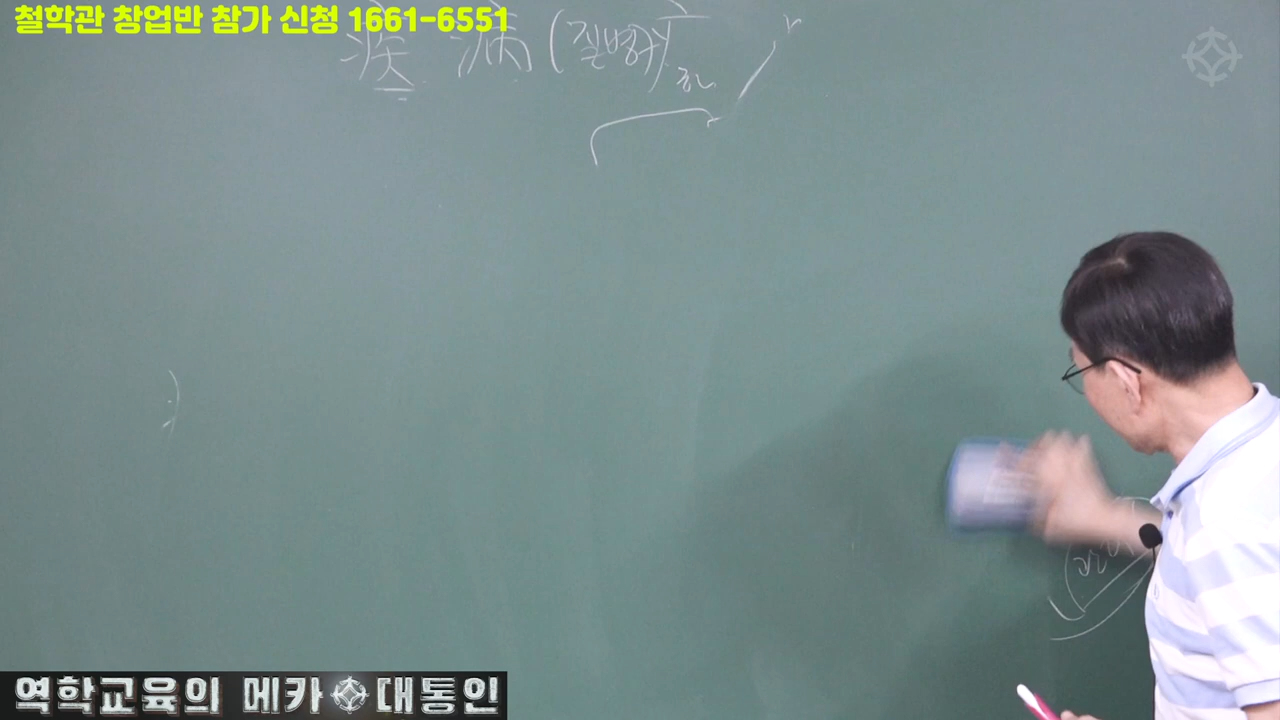 철학관 창업반 참가 신청 1661-6551
疾 病 (질병)
역학교육의 메카 대통인